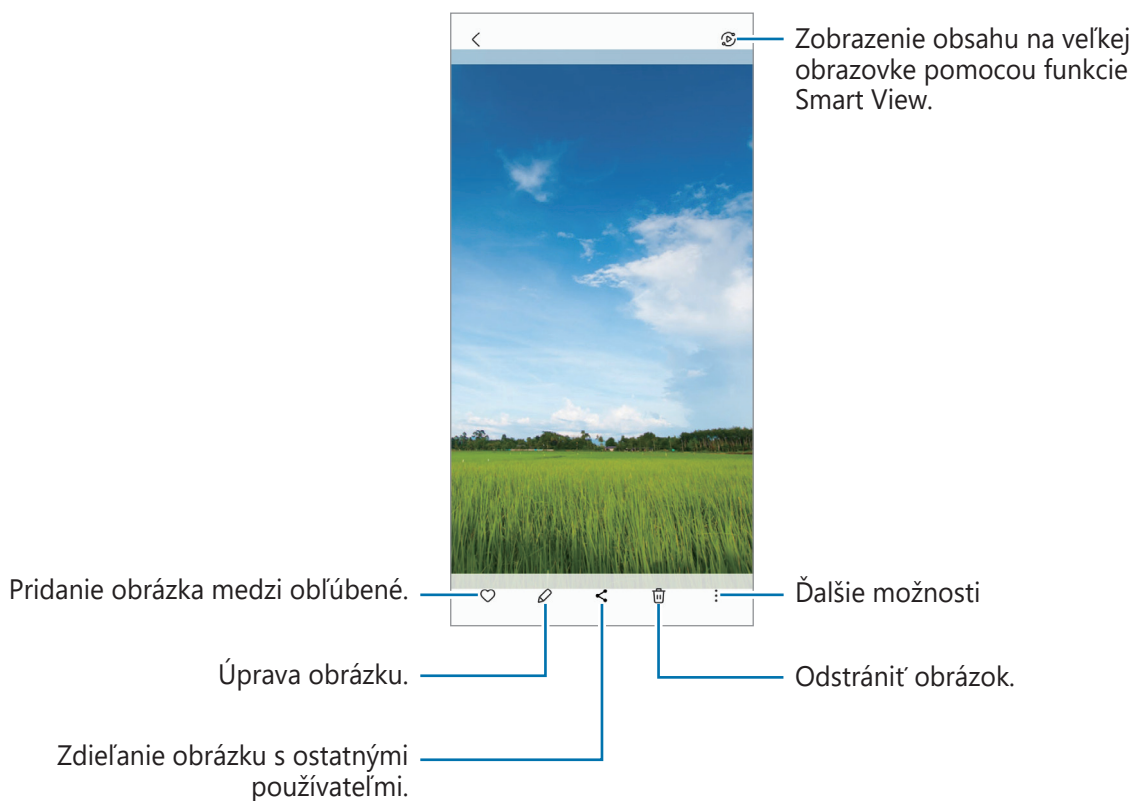 Zobrazenie obsahu na veľkej
obrazovke pomocou funkcie
Smart View.
Pridanie obrázka medzi obľúbené.
Ďalšie možnosti
Úprava obrázku.
Odstrániť obrázok.
Zdieľanie obrázku s ostatnými
používateľmi.